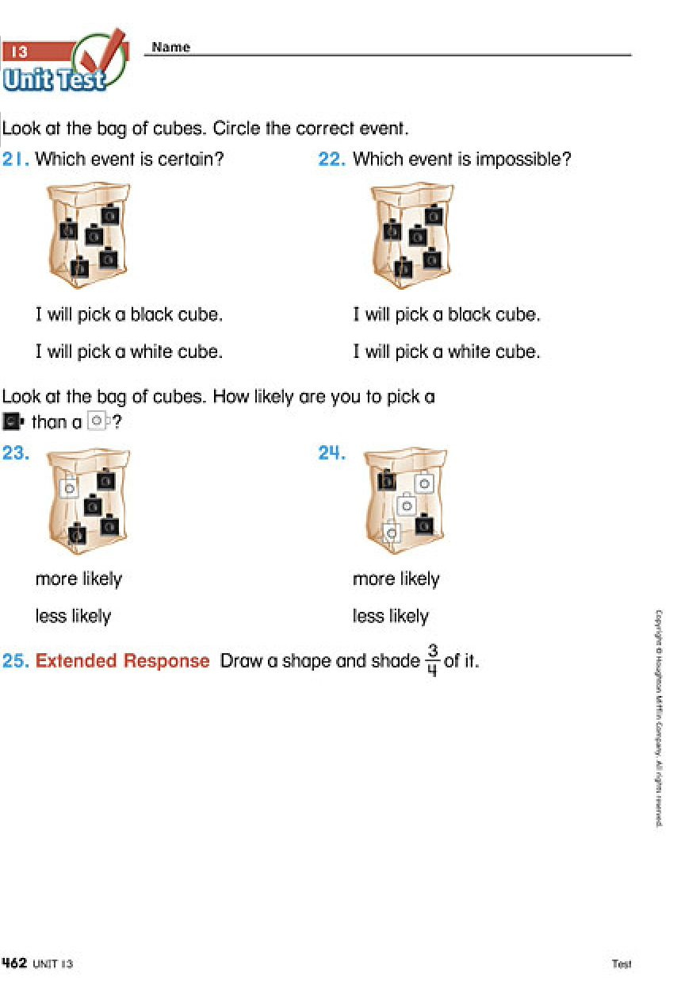 13
Unit Test
Name
Look at the bag of cubes. Circle the correct event.
21. Which event is certain?
I will pick a black cube.
I will pick a white cube.
22. Which event is impossible?
I will pick a black cube.
I will pick a white cube.
Look at the bag of cubes. How likely are you to pick a
than a ?
23.
more likely
less likely
24.
more likely
less likely
25. Extended Response Draw a shape and shade 3/4 of it.
Copyright © Houghton Mifflin Company. All rights reserved.
462 UNIT 13
Test